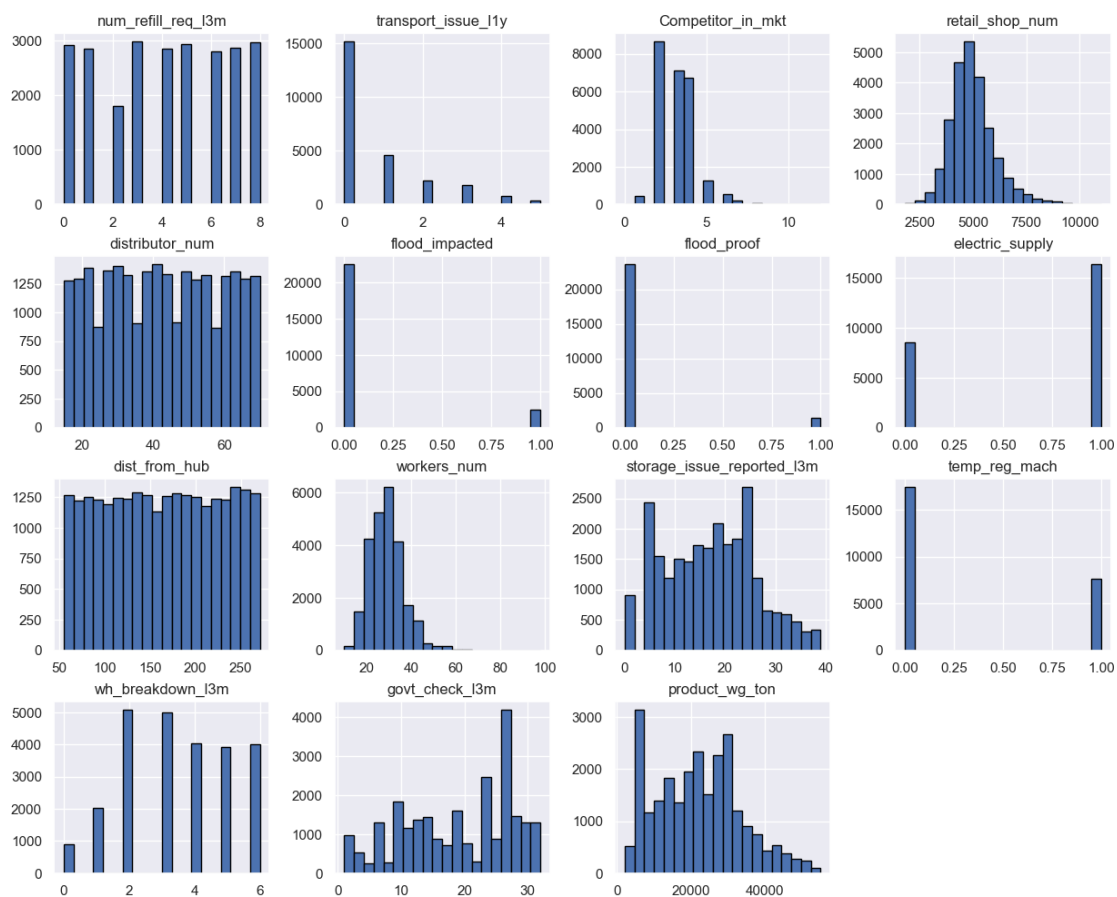 num_refill_req_l3m
3000
2000
1000
0
0 2 4 6 8
transport_issue_l1y
15000
10000
5000
0
0 2 4
Competitor_in_mkt
8000
6000
4000
2000
0
0 5 10
retail_shop_num
5000
4000
3000
2000
1000
0
2500 5000 7500 10000
distributor_num
1250
1000
750
500
250
0
20 40 60
flood_impacted
20000
15000
10000
5000
0
0.00 0.25 0.50 0.75 1.00
flood_proof
20000
15000
10000
5000
0
0.00 0.25 0.50 0.75 1.00
electric_supply
15000
10000
5000
0
0.00 0.25 0.50 0.75 1.00
dist_from_hub
1250
1000
750
500
250
0
50 100 150 200 250
workers_num
6000
4000
2000
0
20 40 60 80 100
storage_issue_reported_l3m
2500
2000
1500
1000
500
0
0 10 20 30 40
temp_reg_mach
15000
10000
5000
0
0.00 0.25 0.50 0.75 1.00
wh_breakdown_l3m
5000
4000
3000
2000
1000
0
0 2 4 6
govt_check_l3m
4000
3000
2000
1000
0
0 10 20 30
product_wg_ton
3000
2000
1000
0
20000 40000